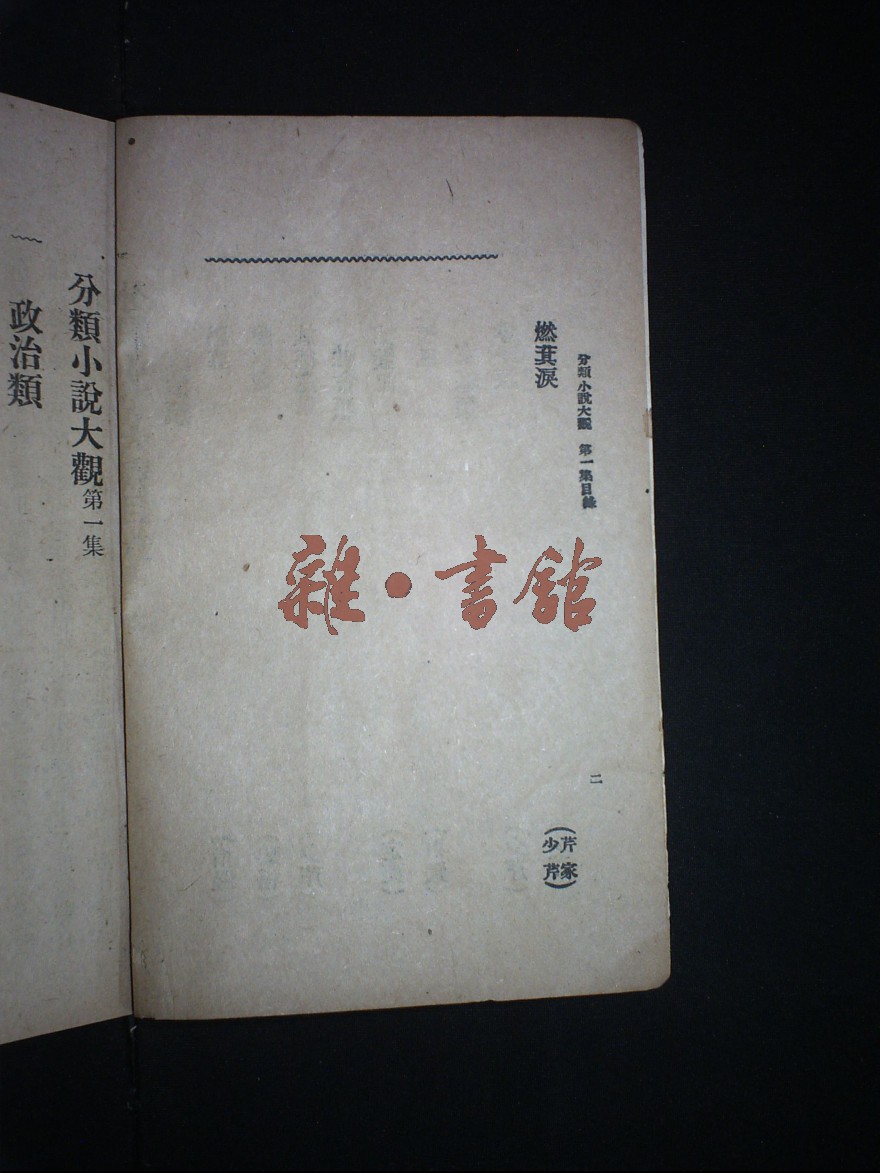 分類小說大觀　第一集目錄
二
燃萁淚
（芹家
少芹）
雜·書館
分類小說大觀第一集
政治類